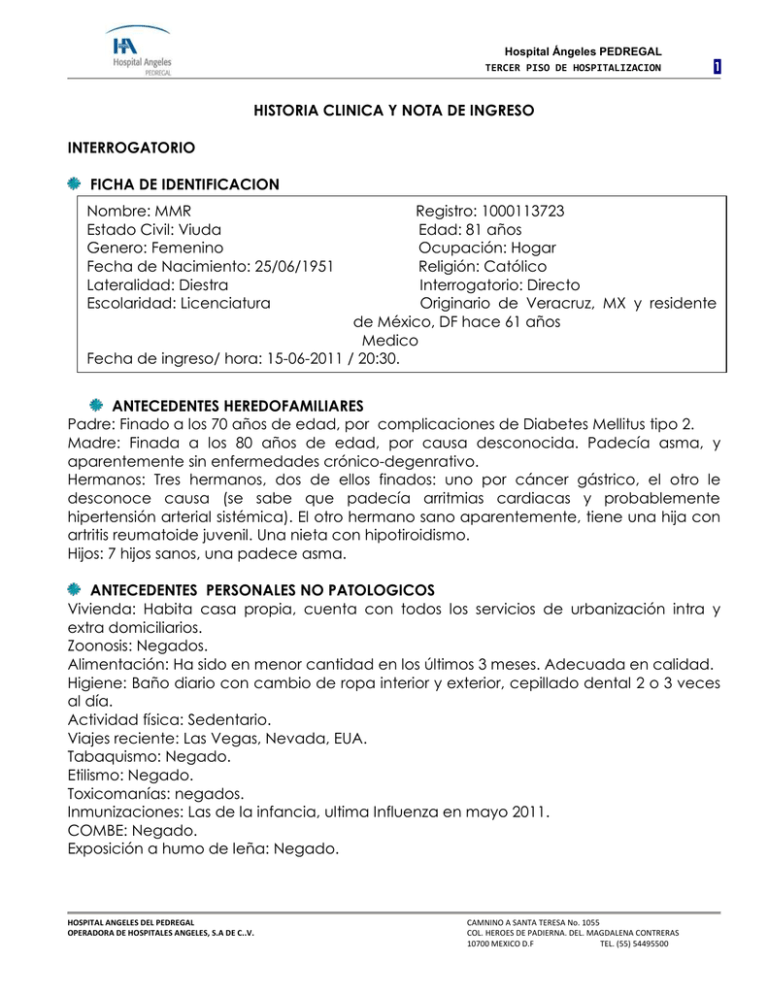 HA
Hospital Angeles
PEDREGAL
Hospital Ángeles PEDREGAL
TERCER PISO DE HOSPITALIZACION
1
HISTORIA CLINICA Y NOTA DE INGRESO
INTERROGATORIO
FICHA DE IDENTIFICACION
Nombre: MMR Registro: 1000113723
Estado Civil: Viuda Edad: 81 años
Genero: Femenino Ocupación: Hogar
Fecha de Nacimiento: 25/06/1951 Religión: Católico
Lateralidad: Diestra Interrogatorio: Directo
Escolaridad: Licenciatura Originario de Veracruz, MX y residente
de México, DF hace 61 años
Medico
Fecha de ingreso/ hora: 15-06-2011 / 20:30.
ANTECEDENTES HEREDOFAMILIARES
Padre: Finado a los 70 años de edad, por complicaciones de Diabetes Mellitus tipo 2.
Madre: Finada a los 80 años de edad, por causa desconocida. Padecía asma, y
aparentemente sin enfermedades crónico-degenrativo.
Hermanos: Tres hermanos, dos de ellos finados: uno por cáncer gástrico, el otro le
desconoce causa (se sabe que padecía arritmias cardiacas y probablemente
hipertensión arterial sistémica). El otro hermano sano aparentemente, tiene una hija con
artritis reumatoide juvenil. Una nieta con hipotiroidismo.
Hijos: 7 hijos sanos, una padece asma.
ANTECEDENTES PERSONALES NO PATOLOGICOS
Vivienda: Habita casa propia, cuenta con todos los servicios de urbanización intra y
extra domiciliarios.
Zoonosis: Negados.
Alimentación: Ha sido en menor cantidad en los últimos 3 meses. Adecuada en calidad.
Higiene: Baño diario con cambio de ropa interior y exterior, cepillado dental 2 o 3 veces
al día.
Actividad física: Sedentario.
Viajes reciente: Las Vegas, Nevada, EUA.
Tabaquismo: Negado.
Etilismo: Negado.
Toxicomanías: negados.
Inmunizaciones: Las de la infancia, ultima Influenza en mayo 2011.
COMBE: Negado.
Exposición a humo de leña: Negado.
HOSPITAL ANGELES DEL PEDREGAL
OPERADORA DE HOSPITALES ANGELES, S.A DE C..V.
CAMNINO A SANTA TERESA No. 1055
COL. HEROES DE PADIERNA. DEL. MAGDALENA CONTRERAS
10700 MEXICO D.F TEL. (55) 54495500